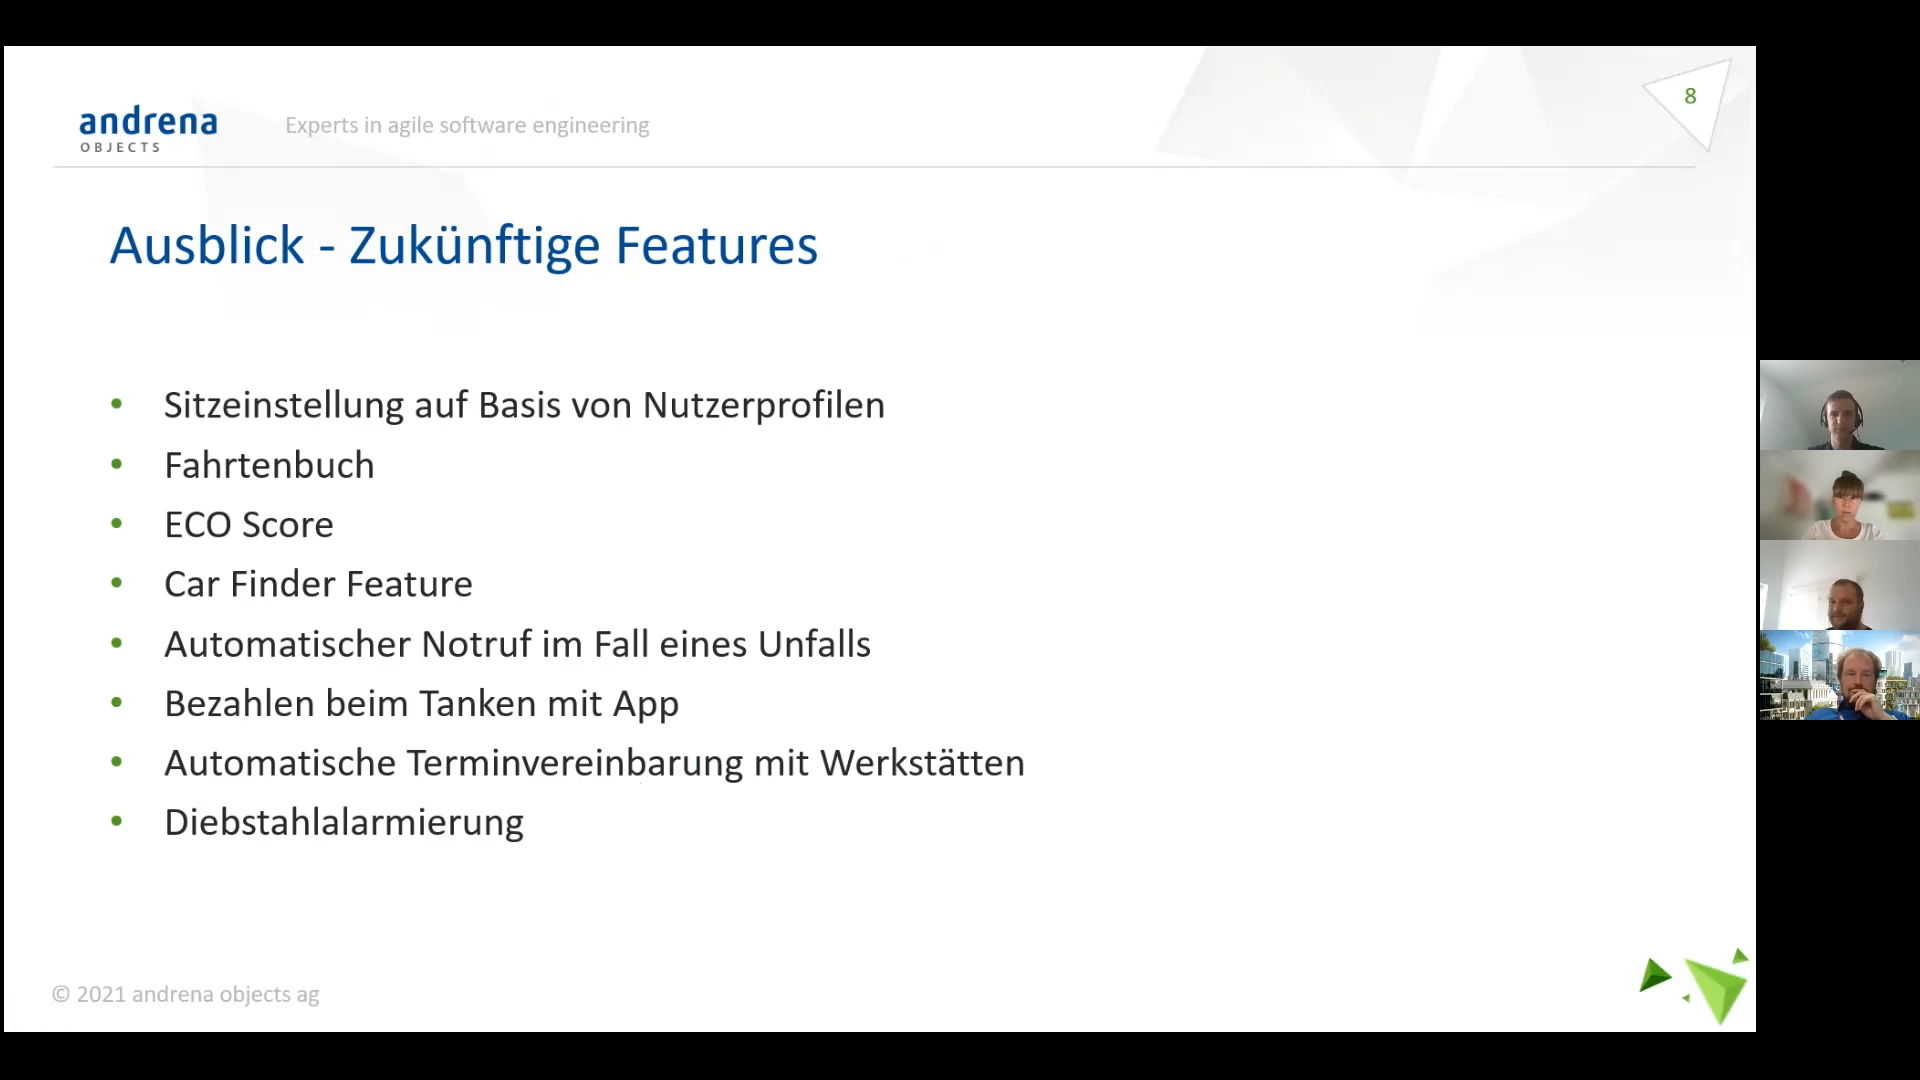 andrena
OBJECTS
Experts in agile software engineering
8
Ausblick - Zukünftige Features
• Sitzeinstellung auf Basis von Nutzerprofilen
• Fahrtenbuch
• ECO Score
• Car Finder Feature
• Automatischer Notruf im Fall eines Unfalls
• Bezahlen beim Tanken mit App
• Automatische Terminvereinbarung mit Werkstätten
• Diebstahlalarmierung
© 2021 andrena objects ag